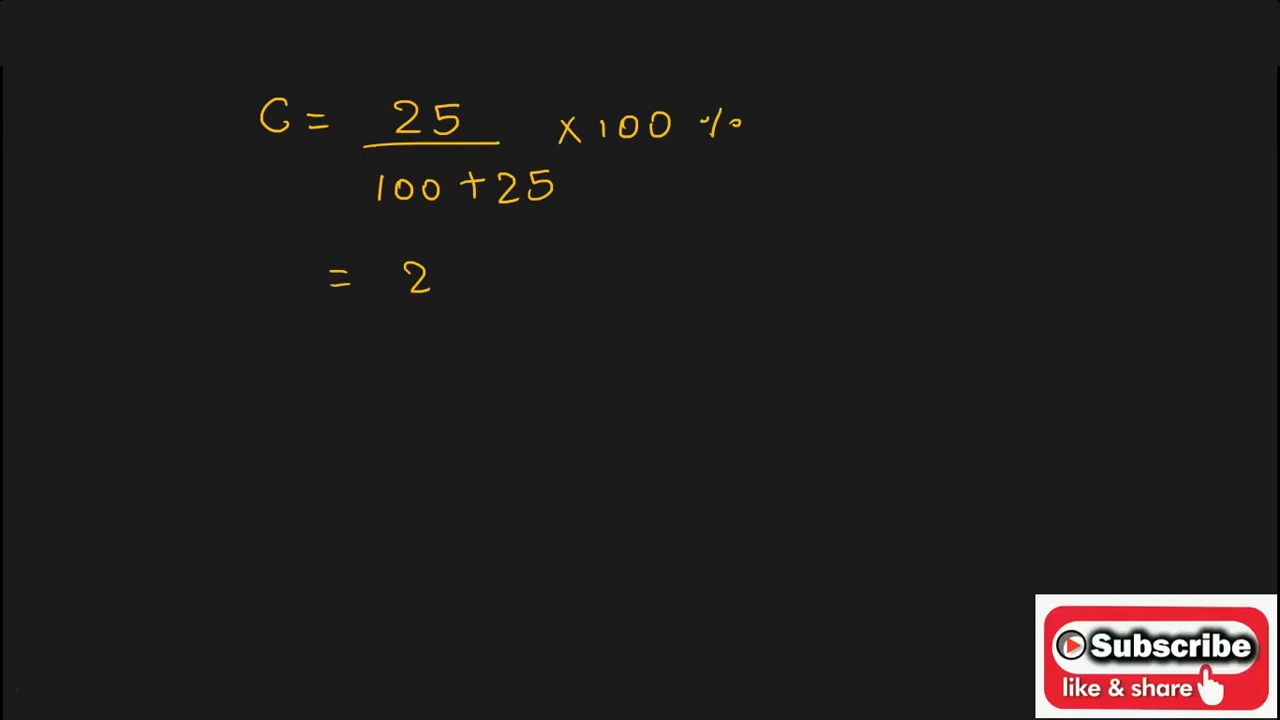 C = 25 × 100 %
100 + 25
= 2
Subscribe
like & share